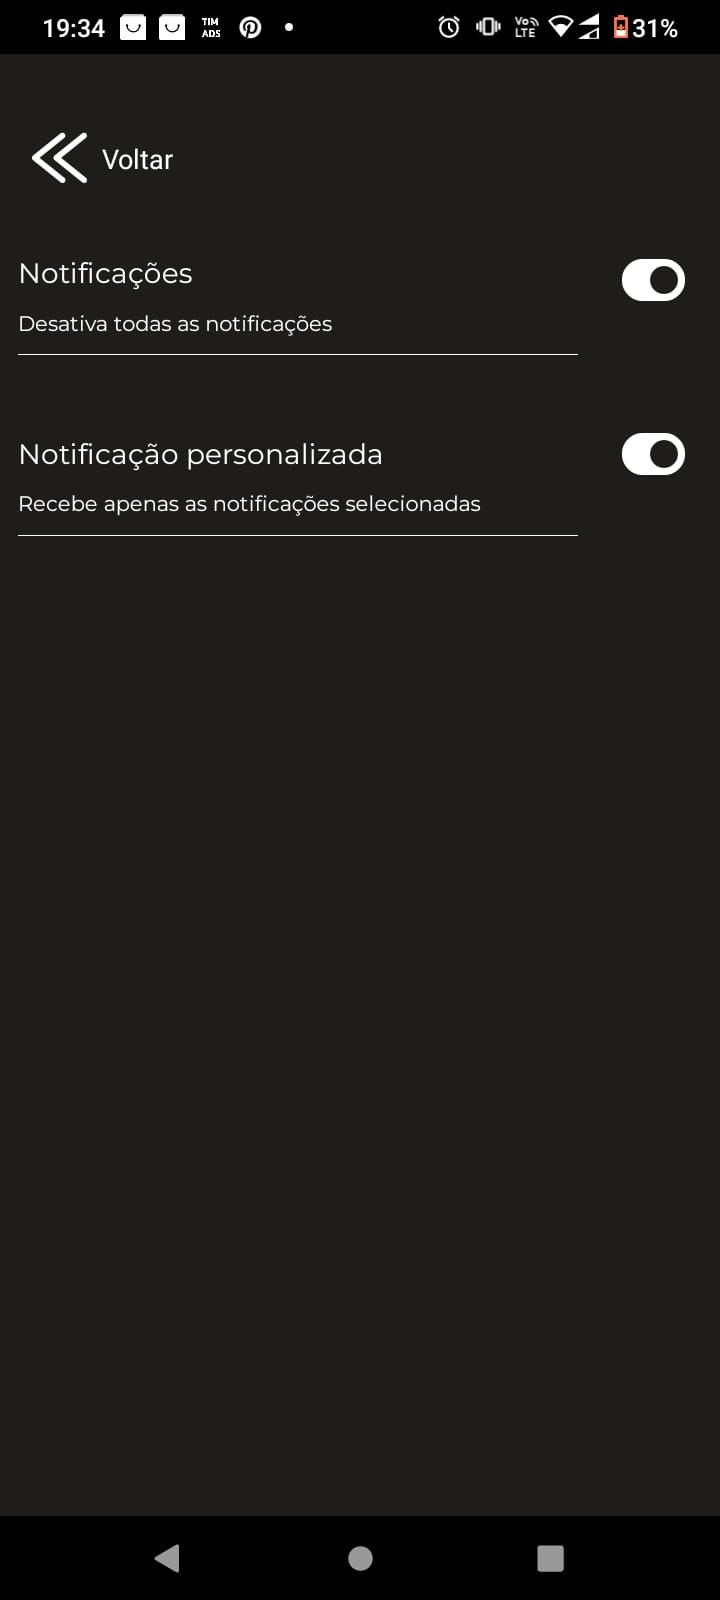 19:34 TIM ADS Vo LTE 31%
Voltar
Notificações
Desativa todas as notificações
Notificação personalizada
Recebe apenas as notificações selecionadas